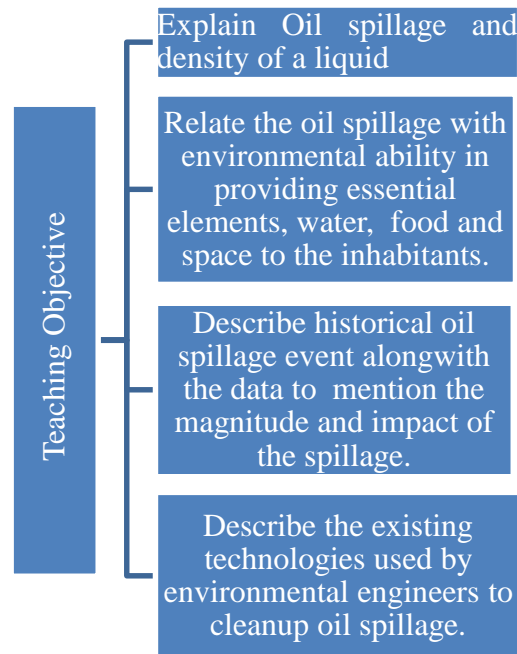 Teaching Objective
Explain Oil spillage and
density of a liquid
Relate the oil spillage with
environmental ability in
providing essential
elements, water, food and
space to the inhabitants.
Describe historical oil
spillage event alongwith
the data to mention the
magnitude and impact of
the spillage.
Describe the existing
technologies used by
environmental engineers to
cleanup oil spillage.